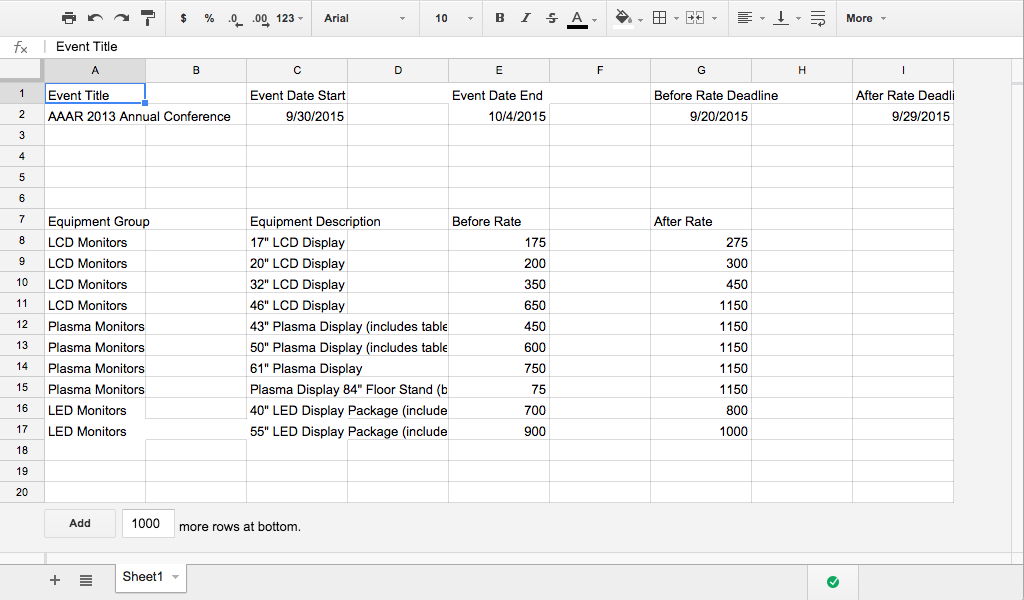 $ % .0 .00 123 Arial 10 B I S A More
fx Event Title
A B C D E F G H I
1 Event Title Event Date Start Event Date End Before Rate Deadline After Rate Deadli
2 AAAR 2013 Annual Conference 9/30/2015 10/4/2015 9/20/2015 9/29/2015
3
4
5
6
7 Equipment Group Equipment Description Before Rate After Rate
8 LCD Monitors 17" LCD Display 175 275
9 LCD Monitors 20" LCD Display 200 300
10 LCD Monitors 32" LCD Display 350 450
11 LCD Monitors 46" LCD Display 650 1150
12 Plasma Monitors 43" Plasma Display (includes table 450 1150
13 Plasma Monitors 50" Plasma Display (includes table 600 1150
14 Plasma Monitors 61" Plasma Display 750 1150
15 Plasma Monitors Plasma Display 84" Floor Stand (b 75 1150
16 LED Monitors 40" LED Display Package (include 700 800
17 LED Monitors 55" LED Display Package (include 900 1000
18
19
20
Add 1000 more rows at bottom.
Sheet1